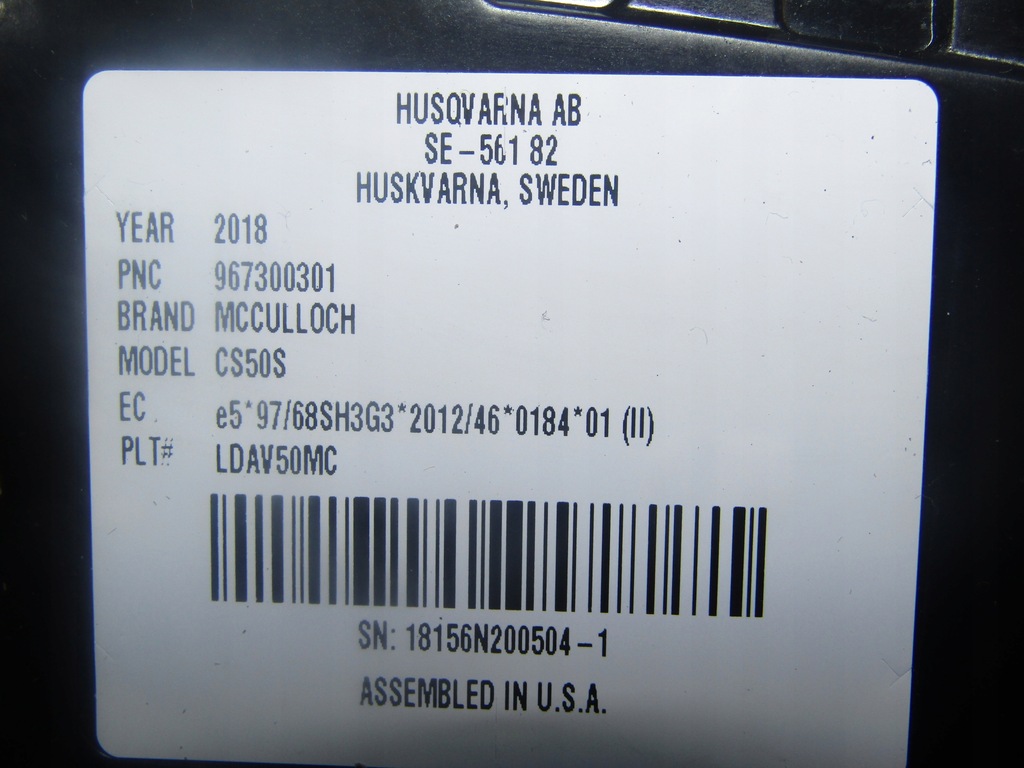 HUSQVARNA AB
SE-561 82
HUSKVARNA, SWEDEN
YEAR 2018
PNC 967300301
BRAND MCCULLOCH
MODEL CS50S
EC e5*97/68SH3G3*2012/46*0184*01 (II)
PLT# LDAV50MC
SN: 18156N200504-1
ASSEMBLED IN U.S.A.